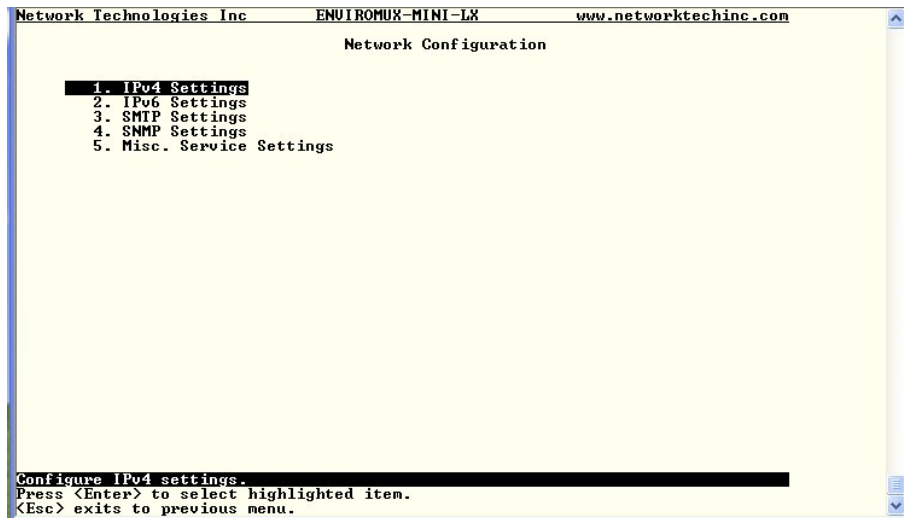 Network Technologies Inc ENVIROMUX-MINI-LX www.networktechinc.com
Network Configuration
1. IPv4 Settings
2. IPv6 Settings
3. SMTP Settings
4. SNMP Settings
5. Misc. Service Settings
Configure IPv4 settings.
Press <Enter> to select highlighted item.
<Esc> exits to previous menu.